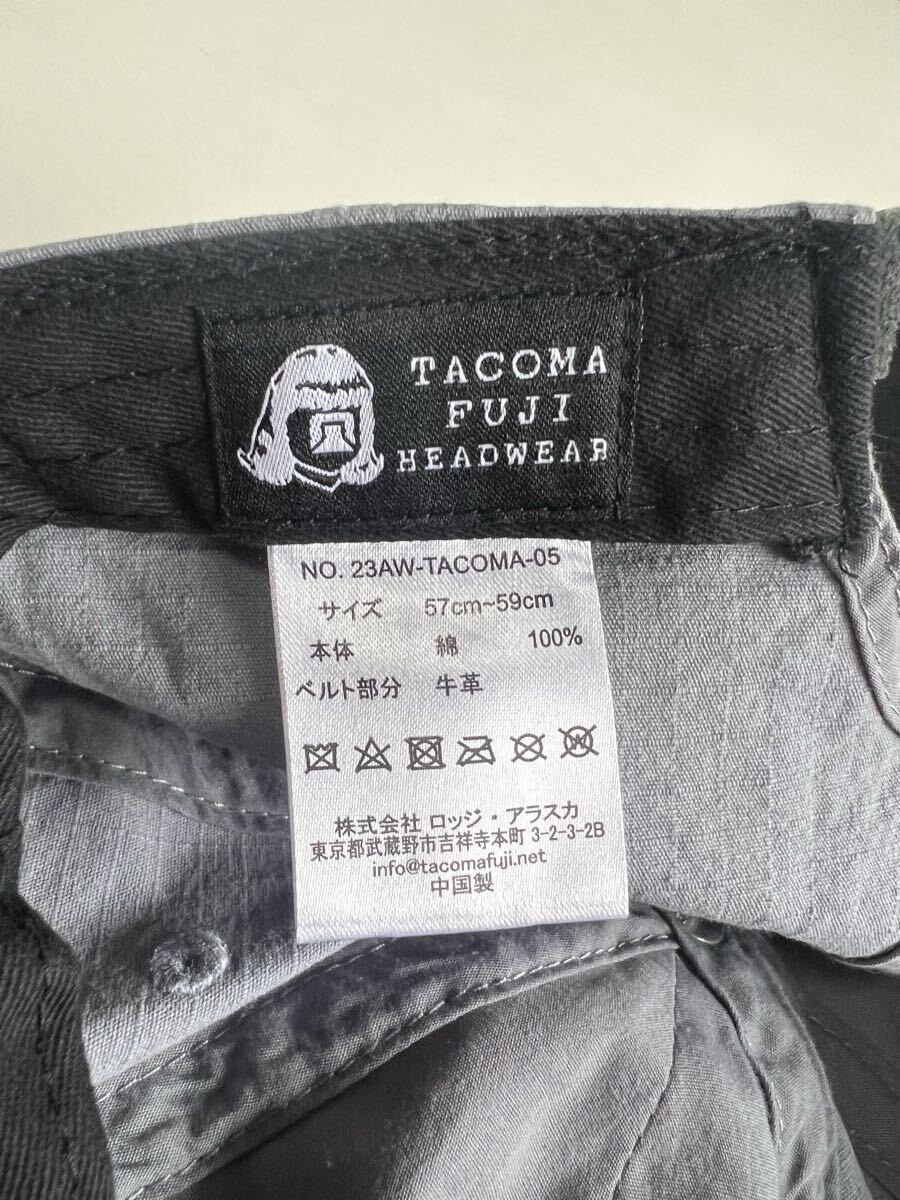 TACOMA
FUJI
HEADWEAR
NO. 23AW-TACOMA-05
サイズ 57cm~59cm
本体 綿 100%
ベルト部分 牛革
株式会社 ロッジ・アラスカ
東京都武蔵野市吉祥寺本町 3-2-3-2B
info@tacomafuji.net
中国製